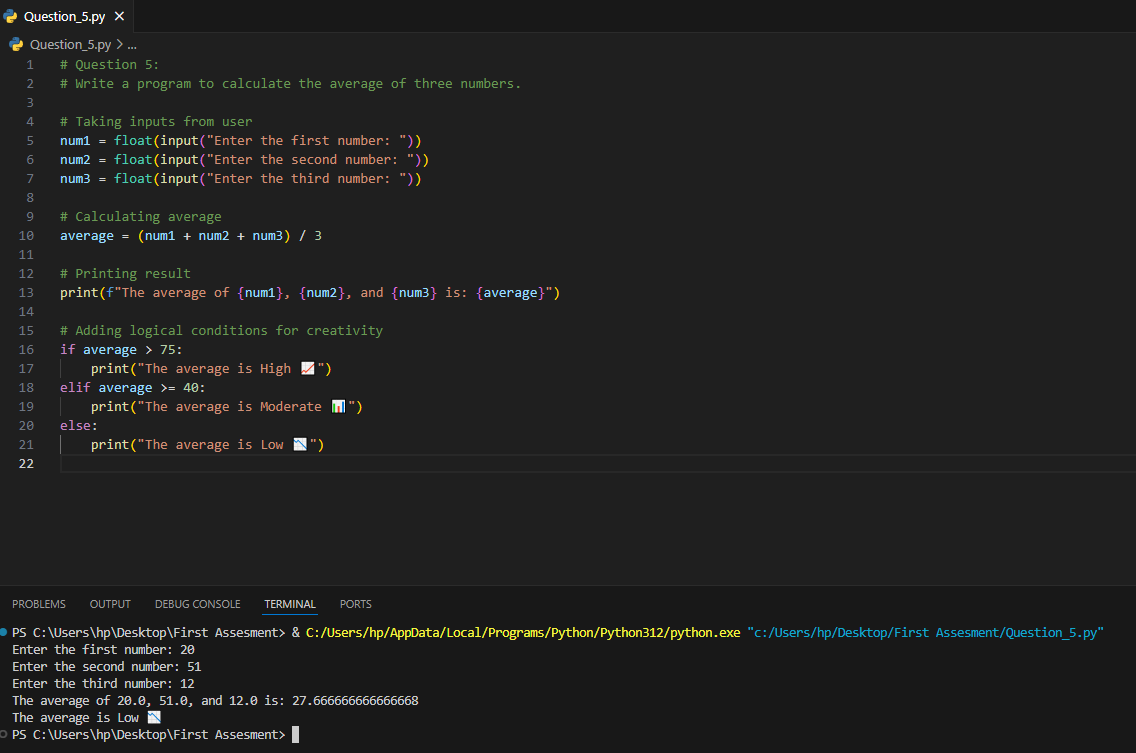 Question_5.py ×
Question_5.py > ...
1 # Question 5:
2 # Write a program to calculate the average of three numbers.
3
4 # Taking inputs from user
5 num1 = float(input("Enter the first number: "))
6 num2 = float(input("Enter the second number: "))
7 num3 = float(input("Enter the third number: "))
8
9 # Calculating average
10 average = (num1 + num2 + num3) / 3
11
12 # Printing result
13 print(f"The average of {num1}, {num2}, and {num3} is: {average}")
14
15 # Adding logical conditions for creativity
16 if average > 75:
17     print("The average is High 📈")
18 elif average >= 40:
19     print("The average is Moderate 📊")
20 else:
21     print("The average is Low 📉")
22
PROBLEMS OUTPUT DEBUG CONSOLE TERMINAL PORTS
PS C:\Users\hp\Desktop\First Assesment> & C:/Users/hp/AppData/Local/Programs/Python/Python312/python.exe "c:/Users/hp/Desktop/First Assesment/Question_5.py"
Enter the first number: 20
Enter the second number: 51
Enter the third number: 12
The average of 20.0, 51.0, and 12.0 is: 27.666666666666668
The average is Low 📉
PS C:\Users\hp\Desktop\First Assesment>